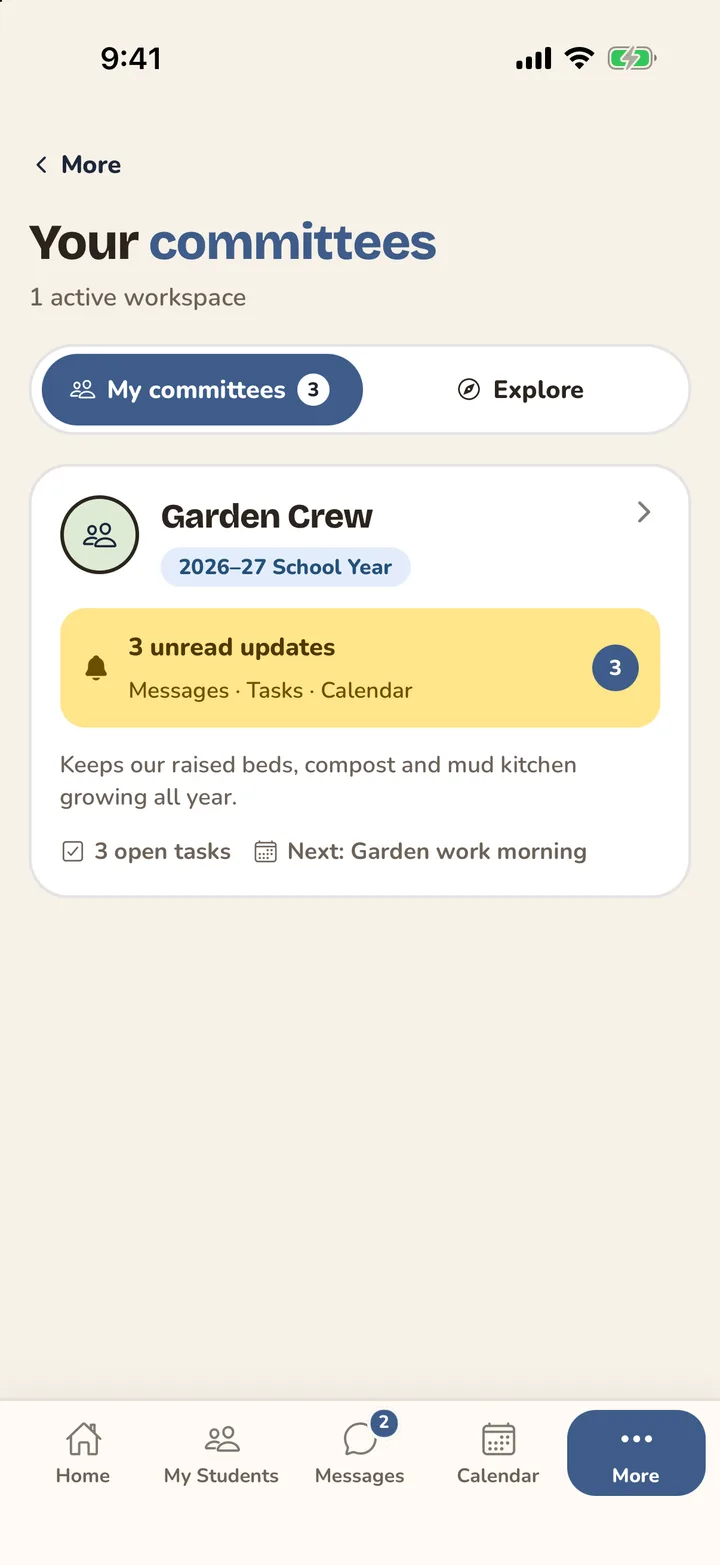 9:41
More
Your committees
1 active workspace
My committees 3
Explore
Garden Crew
2026–27 School Year
3 unread updates
Messages · Tasks · Calendar
3
Keeps our raised beds, compost and mud kitchen
growing all year.
3 open tasks
Next: Garden work morning
2
Home
My Students
Messages
Calendar
More